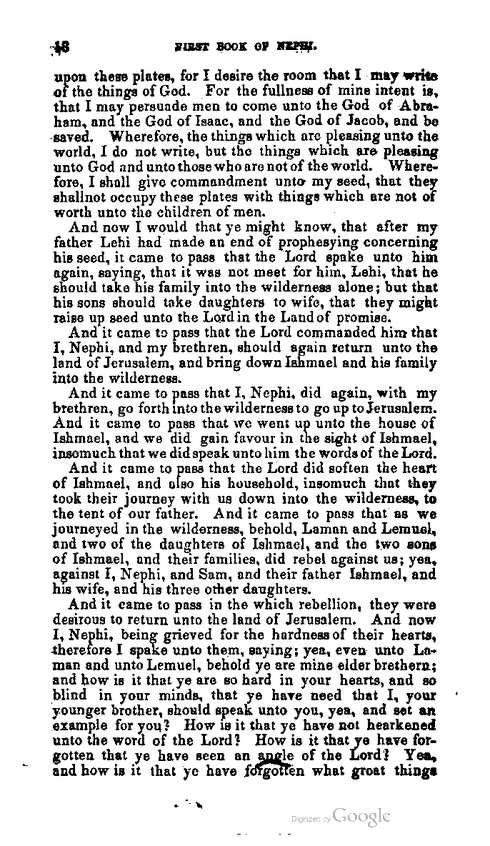 18 FIRST BOOK OF NEPHI.
upon these plates, for I desire the room that I may write
of the things of God. For the fullness of mine intent is,
that I may persuade men to come unto the God of Abra-
ham, and the God of Isaac, and the God of Jacob, and be
saved. Wherefore, the things which are pleasing unto the
world, I do not write, but the things which are pleasing
unto God and unto those who are not of the world. Where-
fore, I shall give commandment unto my seed, that they
shall not occupy these plates with things which are not of
worth unto the children of men.
And now I would that ye might know, that after my
father Lehi had made an end of prophesying concerning
his seed, it came to pass that the Lord spake unto him
again, saying, that it was not meet for him, Lehi, that he
should take his family into the wilderness alone; but that
his sons should take daughters to wife, that they might
raise up seed unto the Lord in the Land of promise.
And it came to pass that the Lord commanded him that
I, Nephi, and my brethren, should again return unto the
land of Jerusalem, and bring down Ishmael and his family
into the wilderness.
And it came to pass that I, Nephi, did again, with my
brethren, go forth into the wilderness to go up to Jerusalem.
And it came to pass that we went up unto the house of
Ishmael, and we did gain favour in the sight of Ishmael,
insomuch that we did speak unto him the words of the Lord.
And it came to pass that the Lord did soften the heart
of Ishmael, and also his household, insomuch that they
took their journey with us down into the wilderness, to
the tent of our father. And it came to pass that as we
journeyed in the wilderness, behold, Laman and Lemuel,
and two of the daughters of Ishmael, and the two sons
of Ishmael, and their families, did rebel against us; yea,
against I, Nephi, and Sam, and their father Ishmael, and
his wife, and his three other daughters.
And it came to pass in the which rebellion, they were
desirous to return unto the land of Jerusalem. And now
I, Nephi, being grieved for the hardness of their hearts,
therefore I spake unto them, saying; yea, even unto La-
man and unto Lemuel, behold ye are mine elder brethern;
and how is it that ye are so hard in your hearts, and so
blind in your minds, that ye have need that I, your
younger brother, should speak unto you, yea, and set an
example for you? How is it that ye have not hearkened
unto the word of the Lord? How is it that ye have for-
gotten that ye have seen an angle of the Lord? Yea,
and how is it that ye have forgotten what great things
Digitized by Google